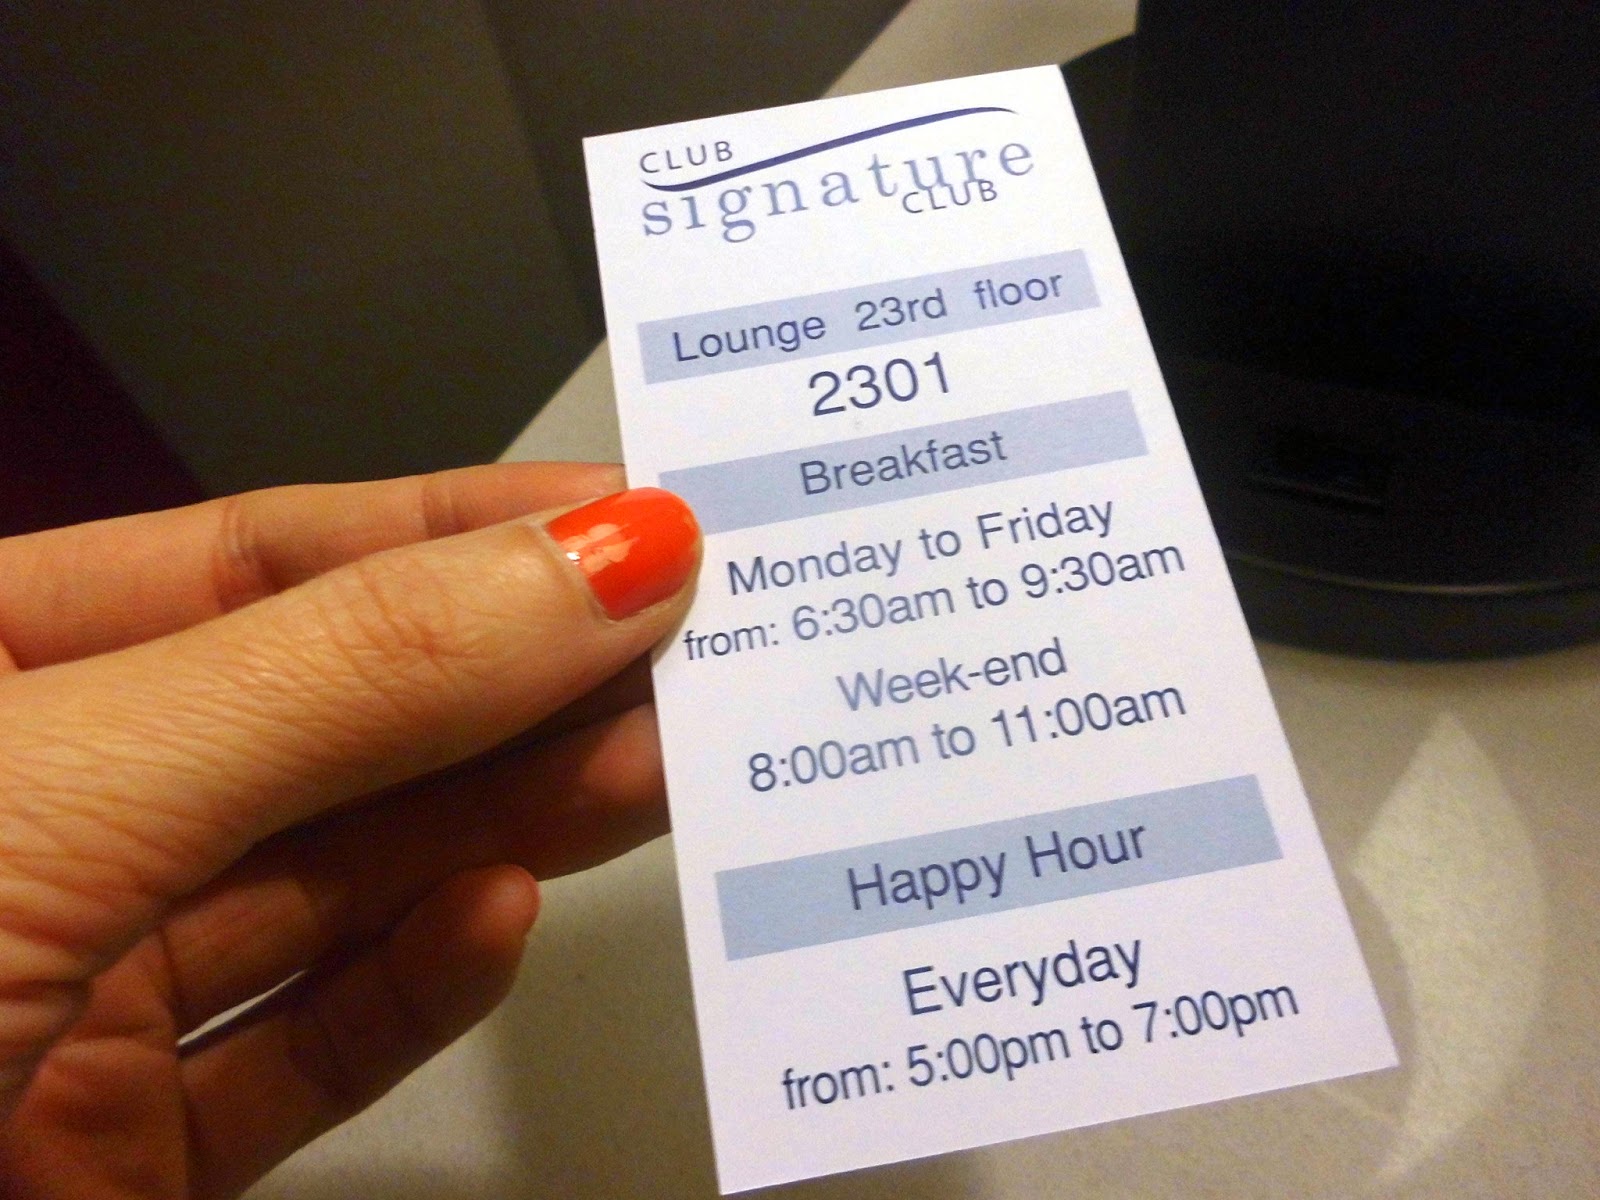 CLUB
signature
CLUB
Lounge 23rd floor
2301
Breakfast
Monday to Friday
from: 6:30am to 9:30am
Week-end
8:00am to 11:00am
Happy Hour
Everyday
from: 5:00pm to 7:00pm